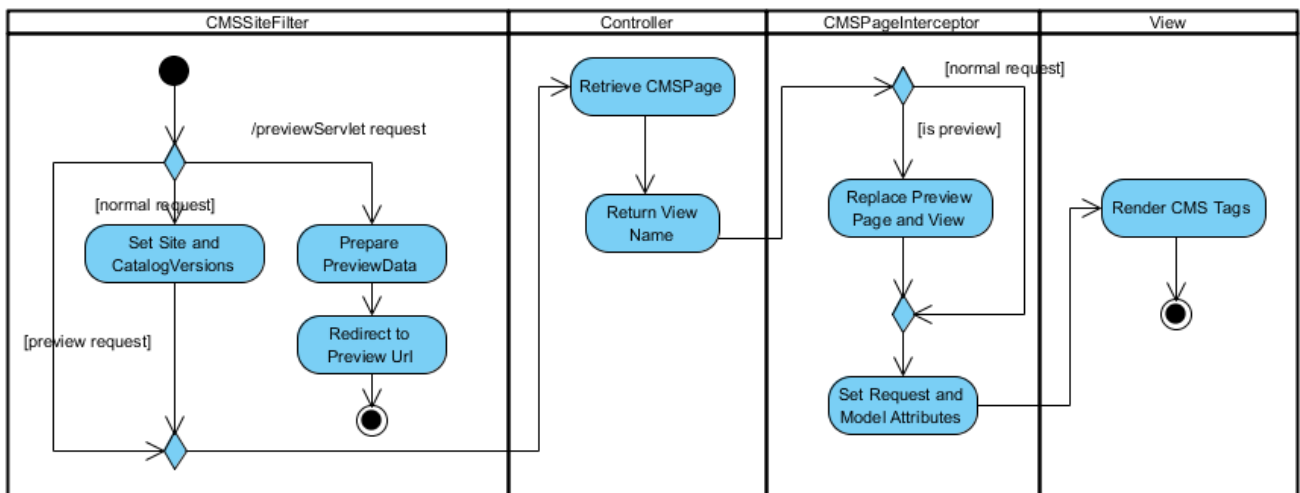 CMSSiteFilter
Controller
CMSPageInterceptor
View
/previewServlet request
[normal request]
Set Site and
CatalogVersions
Prepare
PreviewData
[preview request]
Redirect to
Preview Url
Retrieve CMSPage
Return View
Name
[normal request]
[is preview]
Replace Preview
Page and View
Set Request and
Model Attributes
Render CMS Tags